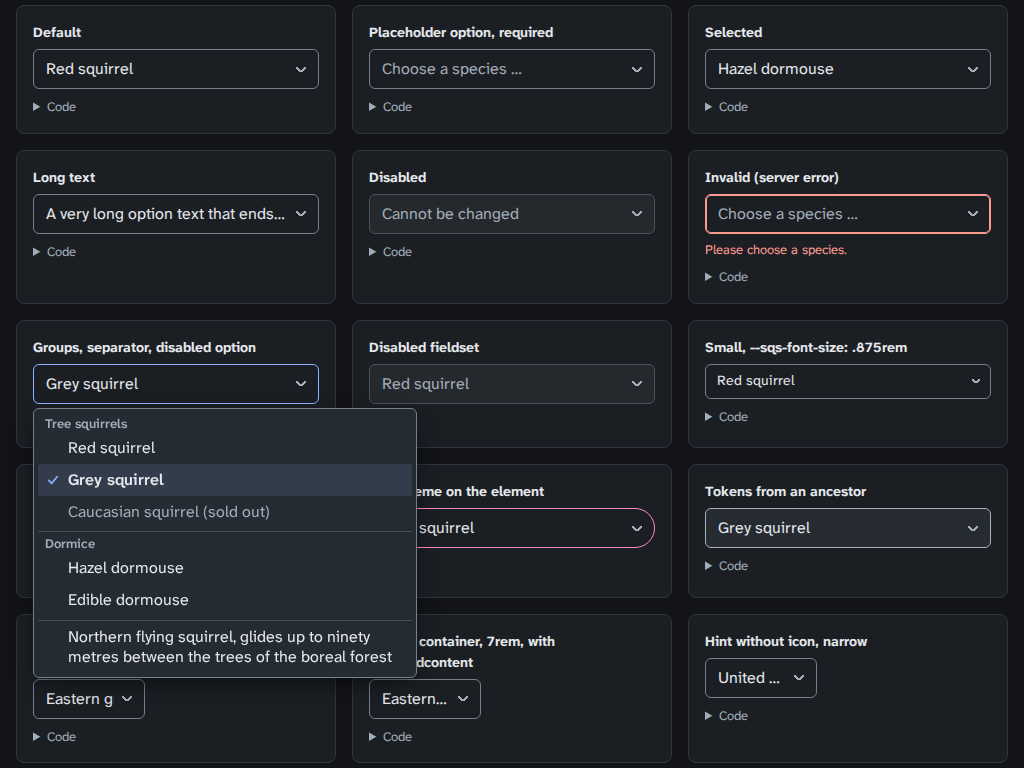 Default
Red squirrel
Code
Placeholder option, required
Choose a species ...
Code
Selected
Hazel dormouse
Code
Long text
A very long option text that ends...
Code
Disabled
Cannot be changed
Code
Invalid (server error)
Choose a species ...
Please choose a species.
Code
Groups, separator, disabled option
Grey squirrel
Tree squirrels
Red squirrel
Grey squirrel
Caucasian squirrel (sold out)
Dormice
Hazel dormouse
Edible dormouse
Northern flying squirrel, glides up to ninety
metres between the trees of the boreal forest
Disabled fieldset
Red squirrel
Small, --sqs-font-size: .875rem
Red squirrel
Code
on the element
squirrel
Tokens from an ancestor
Grey squirrel
Code
Eastern g
Code
container, 7rem, with
Eastern...
Code
Hint without icon, narrow
United ...
Code